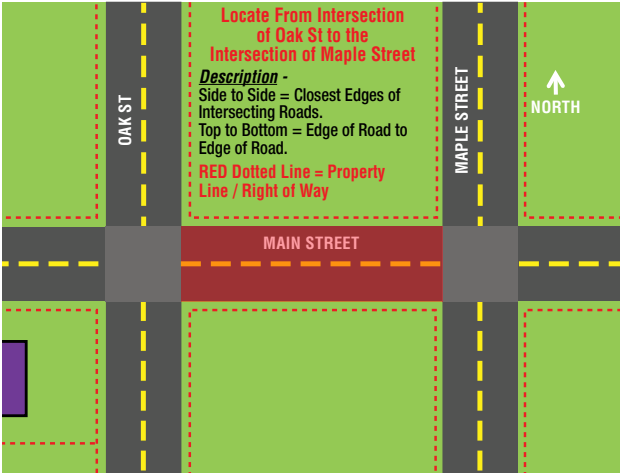 Locate From Intersection
of Oak St to the
Intersection of Maple Street
Description -
Side to Side = Closest Edges of
Intersecting Roads.
Top to Bottom = Edge of Road to
Edge of Road.
RED Dotted Line = Property
Line / Right of Way
OAK ST
MAPLE STREET
NORTH
MAIN STREET